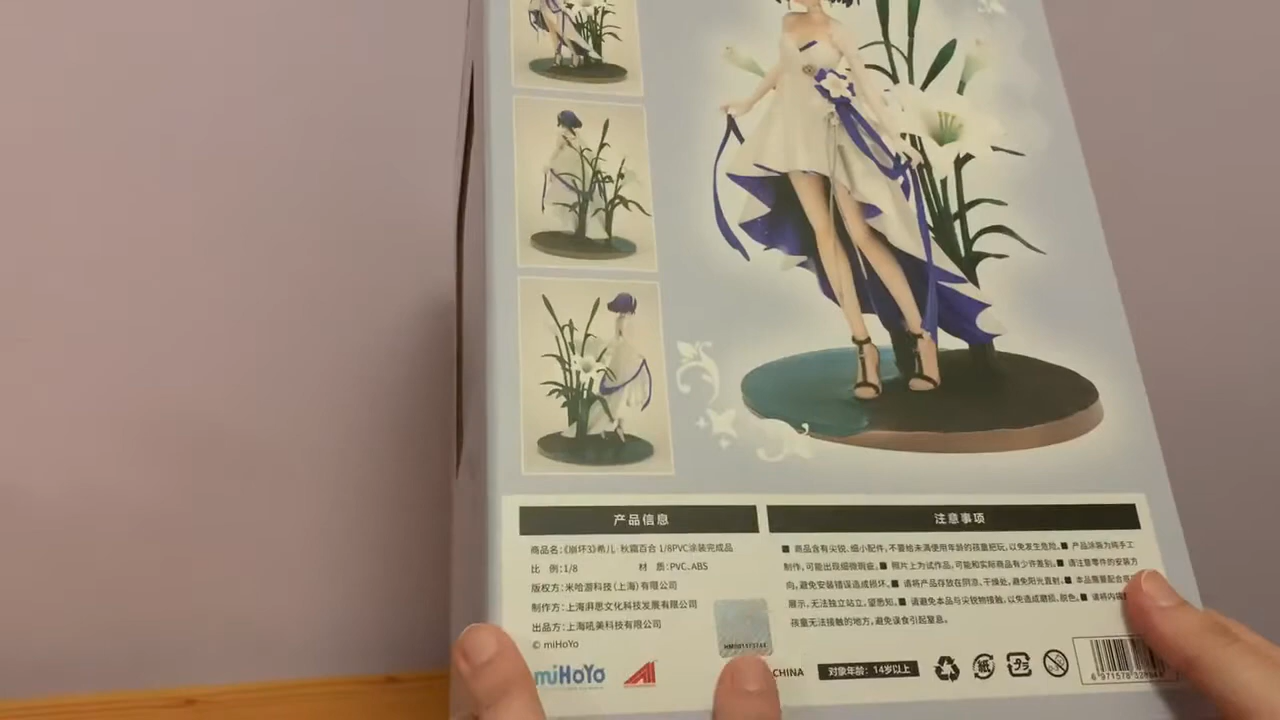 产品信息
商品名:《崩坏3》希儿·秋霜百合 1/8PVC涂装完成品
比 例:1/8 材 质:PVC、ABS
版权方:米哈游科技(上海)有限公司
制作方:上海湃思文化科技发展有限公司
出品方:上海吼美科技有限公司
© miHoYo
miHoYo
CHINA
对象年龄:14岁以上
注意事项
■ 商品含有尖锐、细小配件,不要给未满使用年龄的孩童把玩,以免发生危险。■ 产品涂装为纯手工
制作,可能出现细微瑕疵。■ 照片上为试作品,可能和实际商品有少许差别。■ 请注意零件的安装方
向,避免安装错误造成损坏。■ 请将产品存放在阴凉、干燥处,避免阳光直射。■ 本品需要配合
展示,无法独立站立,望悉知。■ 请避免本品与尖锐物接触,以免造成磨损、脱色。■ 请将内
孩童无法接触的地方,避免误食引起窒息。